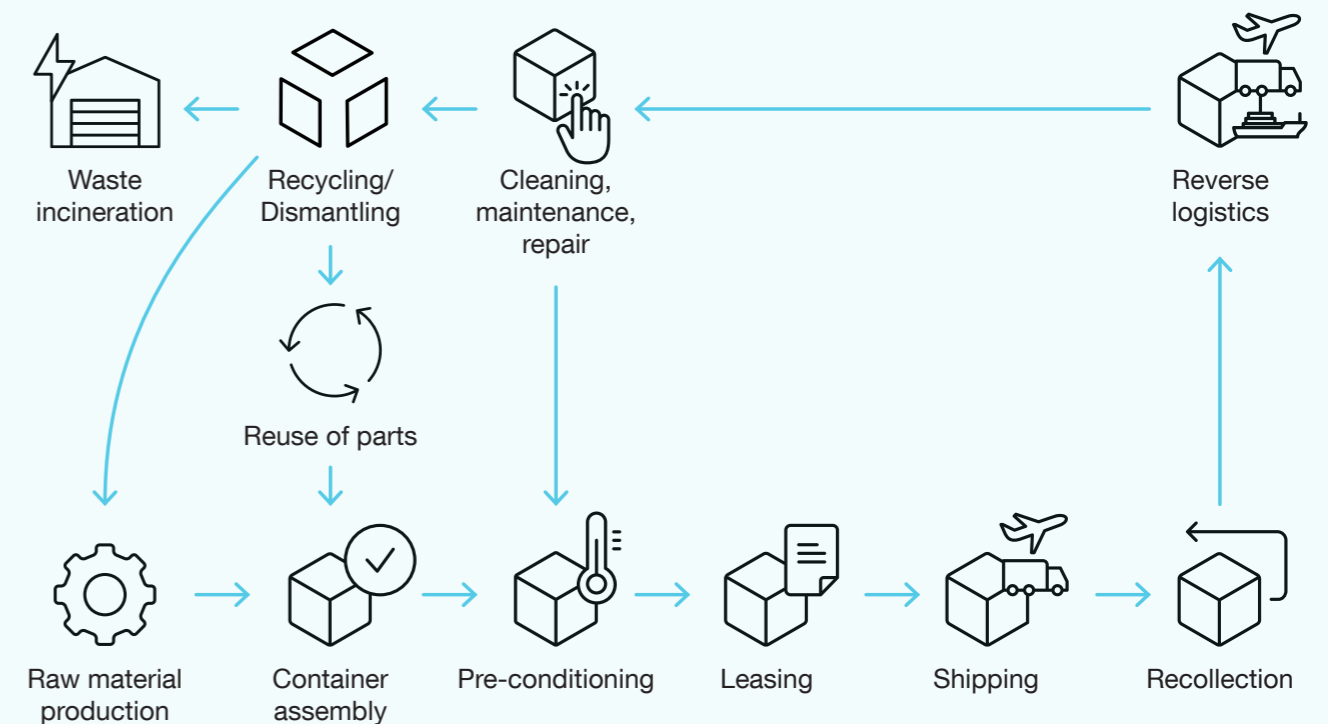 Waste
incineration
Recycling/
Dismantling
Cleaning,
maintenance,
repair
Reverse
logistics
Reuse of parts
Raw material
production
Container
assembly
Pre-conditioning
Leasing
Shipping
Recollection